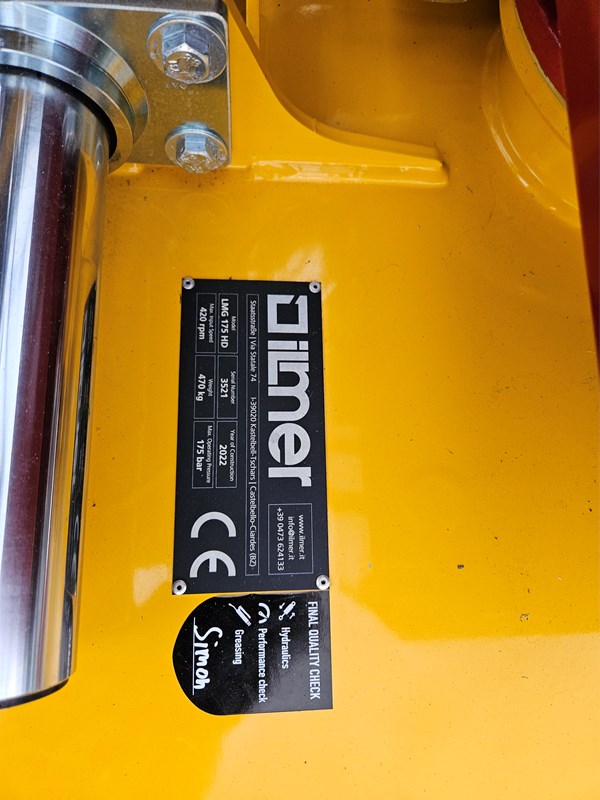 ilmer
www.ilmer.it
info@ilmer.it
+39 0473 624133
Staatsstraße | Via Statale 74 I-39020 Kastelbell-Tschars | Castelbello-Ciardes (BZ)
Model Serial Number Year of Construction
LMG 175 HD 3521 2022
Max. Input Speed Weight Max. Operating Pressure
420 rpm 470 kg 175 bar
CE
FINAL QUALITY CHECK
Hydraulics
Performance check
Greasing
Simon